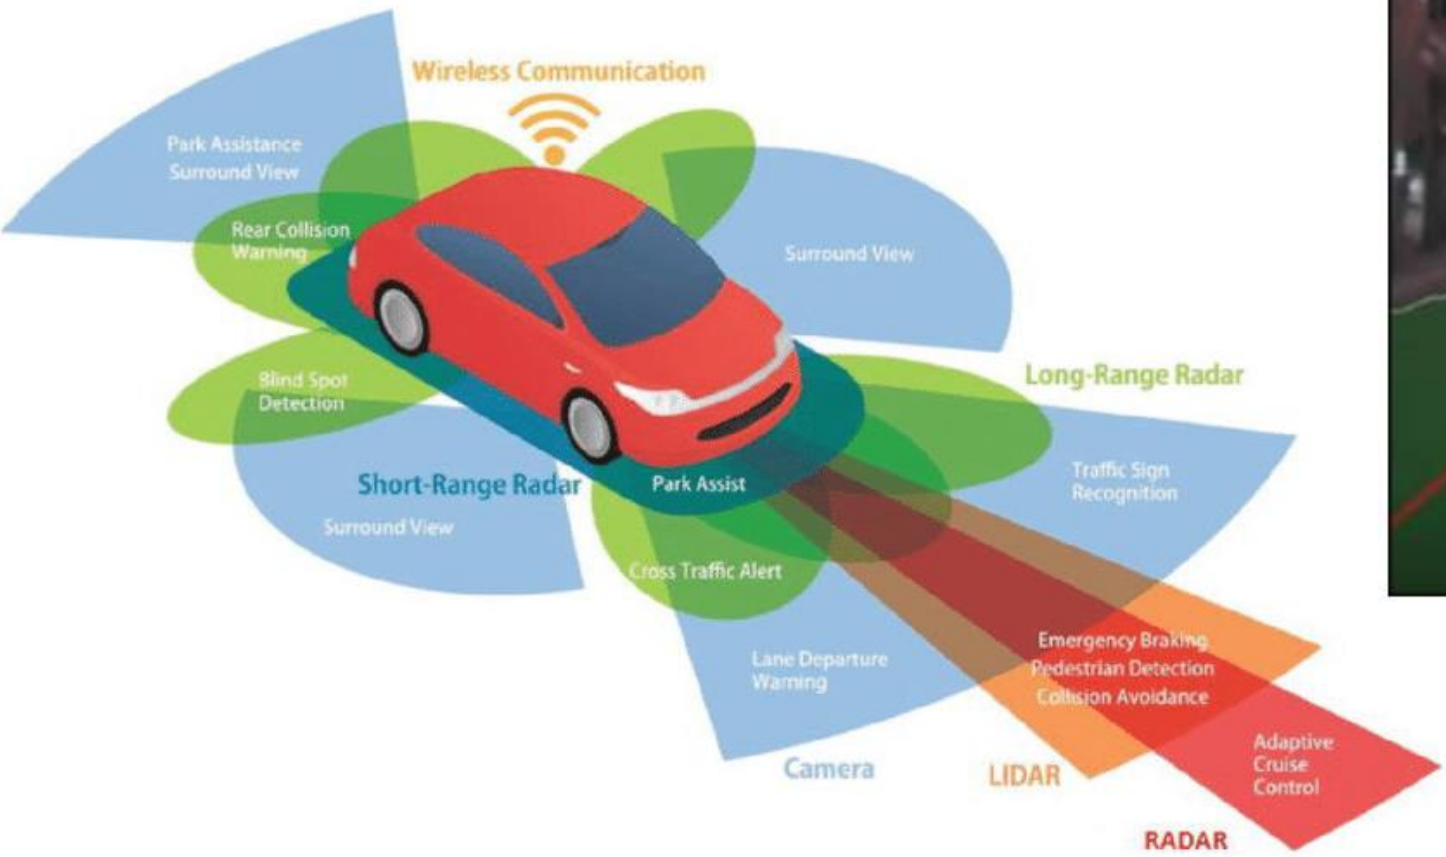 Wireless Communication
Park Assistance
Surround View
Rear Collision
Warning
Surround View
Blind Spot
Detection
Long-Range Radar
Short-Range Radar
Park Assist
Traffic Sign
Recognition
Surround View
Cross Traffic Alert
Emergency Braking
Pedestrian Detection
Collision Avoidance
Lane Departure
Warning
Adaptive
Cruise
Control
Camera
LIDAR
RADAR